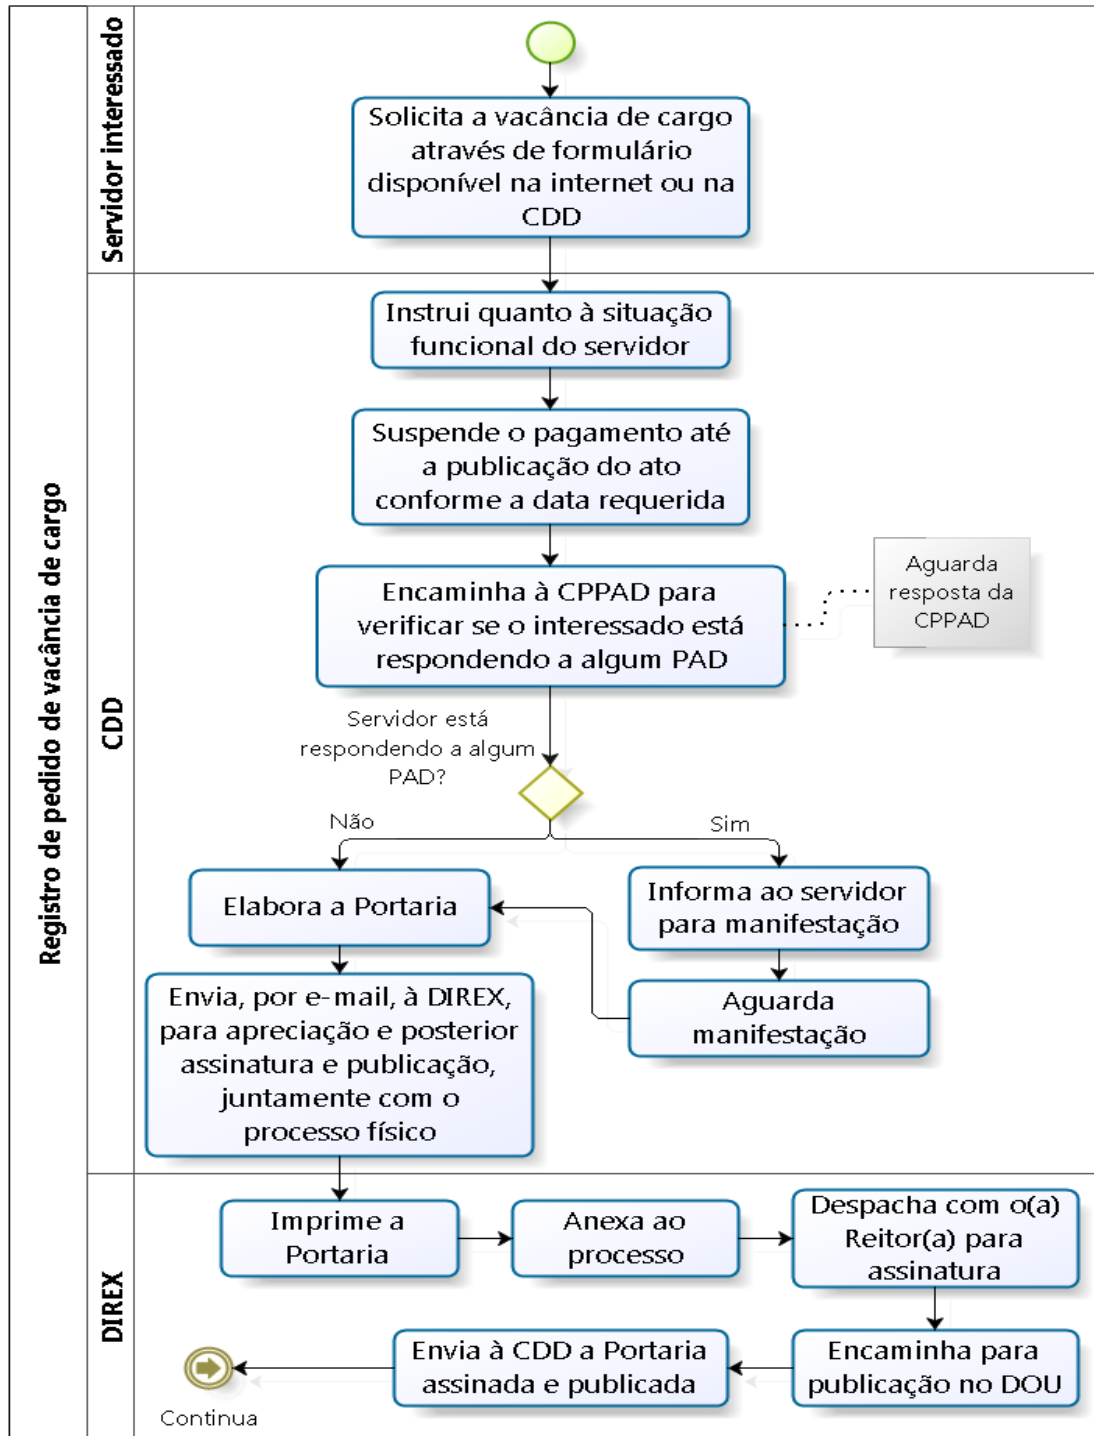 Registro de pedido de vacância de cargo
Servidor interessado
Solicita a vacância de cargo
através de formulário
disponível na internet ou na
CDD
CDD
Instrui quanto à situação
funcional do servidor
Suspende o pagamento até
a publicação do ato
conforme a data requerida
Encaminha à CPPAD para
verificar se o interessado está
respondendo a algum PAD
Aguarda
resposta da
CPPAD
Servidor está
respondendo a algum
PAD?
Não
Sim
Elabora a Portaria
Informa ao servidor
para manifestação
Aguarda
manifestação
Envia, por e-mail, à DIREX,
para apreciação e posterior
assinatura e publicação,
juntamente com o
processo físico
DIREX
Imprime a
Portaria
Anexa ao
processo
Despacha com o(a)
Reitor(a) para
assinatura
Encaminha para
publicação no DOU
Envia à CDD a Portaria
assinada e publicada
Continua